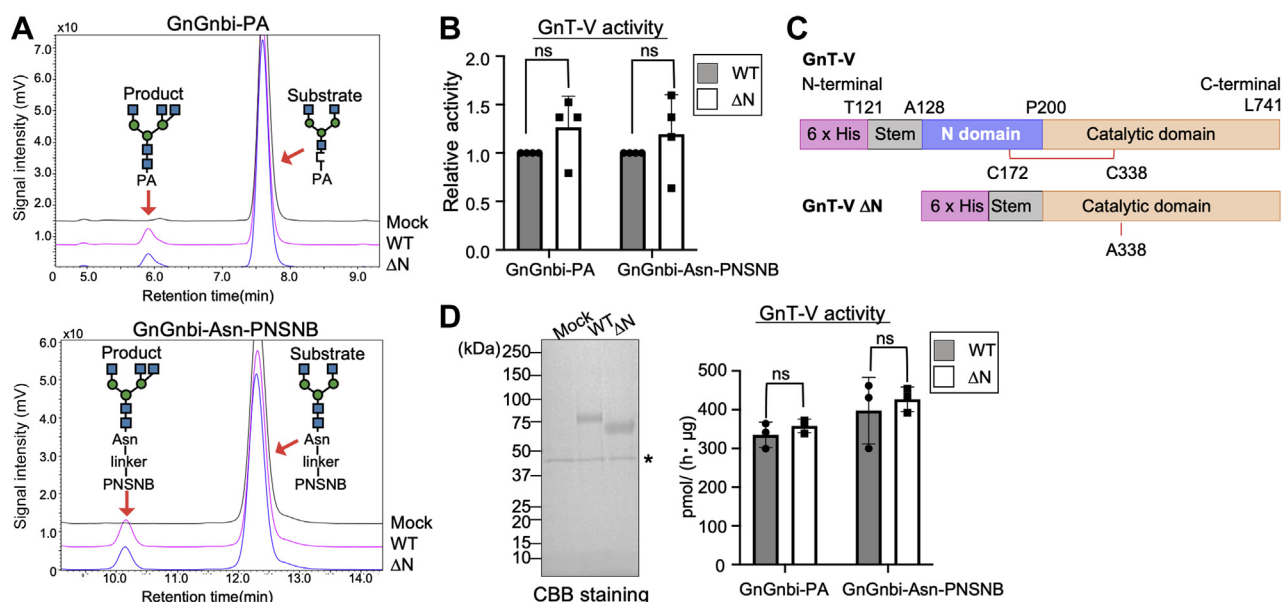 A
GnGnbi-PA
x10
7.0
6.0
5.0
4.0
3.0
2.0
1.0
Signal intensity (mV)
Product
PA
Substrate
PA
Mock
WT
ΔN
0
5.0
6.0
7.0
8.0
9.0
Retention time(min)
GnGnbi-Asn-PNSNB
x10
6.0
5.0
4.0
3.0
2.0
1.0
0
Signal intensity (mV)
Product
Asn
linker
PNSNB
Substrate
Asn
linker
PNSNB
Mock
WT
ΔN
10.0
11.0
12.0
13.0
14.0
Retention time(min)
B
GnT-V activity
ns
ns
WT
ΔN
2.0
1.5
1.0
0.5
0.0
Relative activity
GnGnbi-PA
GnGnbi-Asn-PNSNB
C
GnT-V
N-terminal
C-terminal
T121
A128
P200
L741
6 x His
Stem
N domain
Catalytic domain
C172
C338
GnT-V ΔN
6 x His
Stem
Catalytic domain
A338
D
Mock
WT
ΔN
(kDa)
250
150
100
75
50
37
25
20
15
10
*
CBB staining
GnT-V activity
ns
ns
WT
ΔN
500
400
300
200
100
0
pmol/ (h· μg)
GnGnbi-PA
GnGnbi-Asn-PNSNB